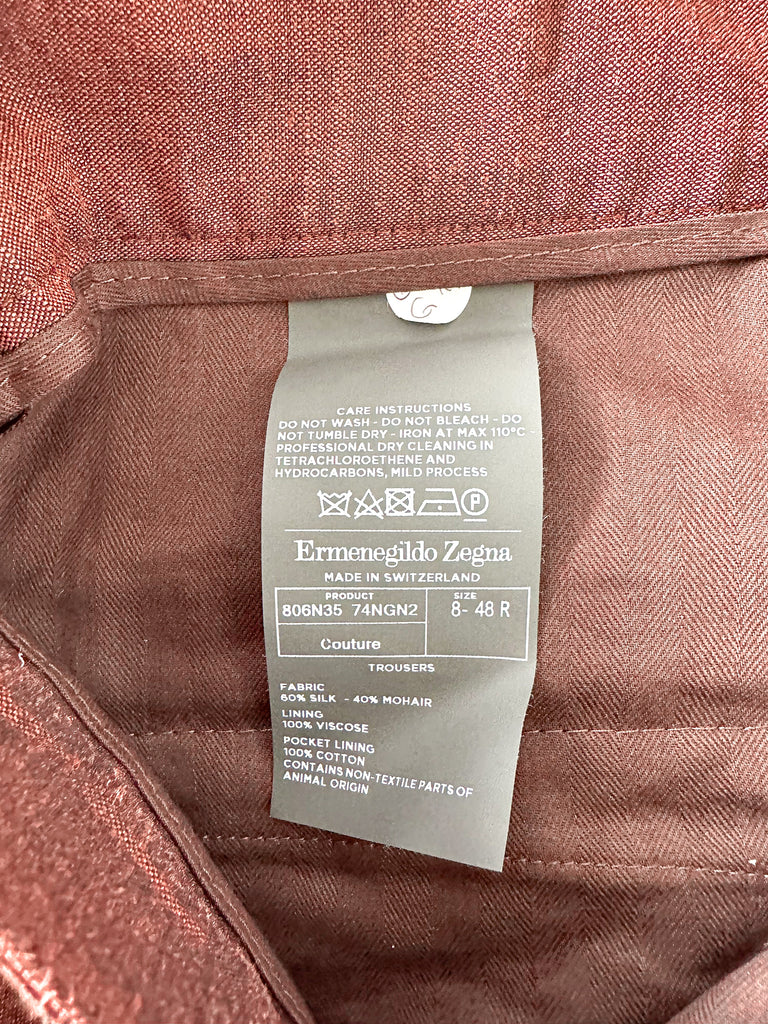 G
CARE INSTRUCTIONS
DO NOT WASH - DO NOT BLEACH - DO
NOT TUMBLE DRY - IRON AT MAX 110°C -
PROFESSIONAL DRY CLEANING IN
TETRACHLOROETHENE AND
HYDROCARBONS, MILD PROCESS
P
Ermenegildo Zegna
MADE IN SWITZERLAND
PRODUCT SIZE
806N35 74NGN2 8- 48 R
Couture
TROUSERS
FABRIC
60% SILK - 40% MOHAIR
LINING
100% VISCOSE
POCKET LINING
100% COTTON
CONTAINS NON-TEXTILE PARTS OF
ANIMAL ORIGIN